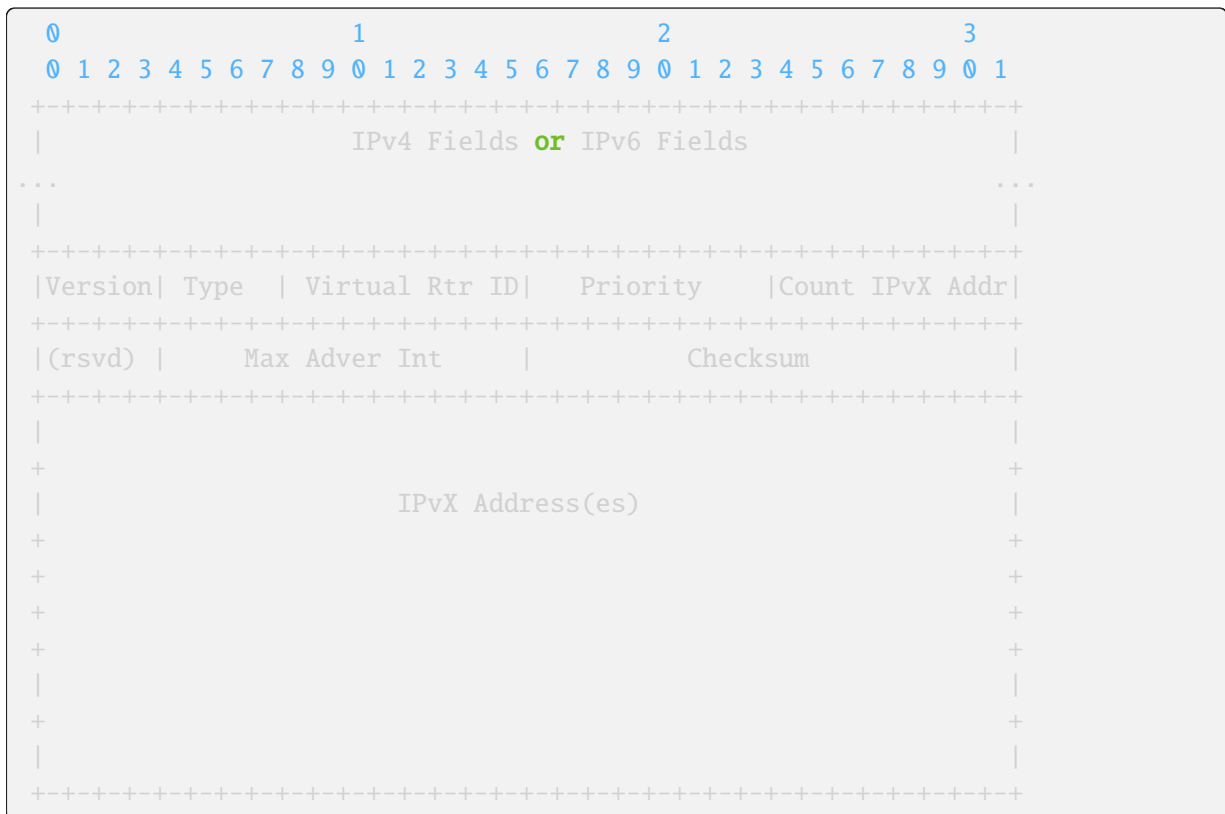 0                   1                   2                   3
0 1 2 3 4 5 6 7 8 9 0 1 2 3 4 5 6 7 8 9 0 1 2 3 4 5 6 7 8 9 0 1
+-+-+-+-+-+-+-+-+-+-+-+-+-+-+-+-+-+-+-+-+-+-+-+-+-+-+-+-+-+-+-+-+
|                    IPv4 Fields or IPv6 Fields                 |
...                                                             ...
|                                                               |
+-+-+-+-+-+-+-+-+-+-+-+-+-+-+-+-+-+-+-+-+-+-+-+-+-+-+-+-+-+-+-+-+
|Version| Type  | Virtual Rtr ID|   Priority    |Count IPvX Addr|
+-+-+-+-+-+-+-+-+-+-+-+-+-+-+-+-+-+-+-+-+-+-+-+-+-+-+-+-+-+-+-+-+
|(rsvd) |     Max Adver Int     |          Checksum             |
+-+-+-+-+-+-+-+-+-+-+-+-+-+-+-+-+-+-+-+-+-+-+-+-+-+-+-+-+-+-+-+-+
|                                                               |
+                                                               +
|                       IPvX Address(es)                        |
+                                                               +
+                                                               +
+                                                               +
+                                                               +
|                                                               |
+                                                               +
|                                                               |
+-+-+-+-+-+-+-+-+-+-+-+-+-+-+-+-+-+-+-+-+-+-+-+-+-+-+-+-+-+-+-+-+